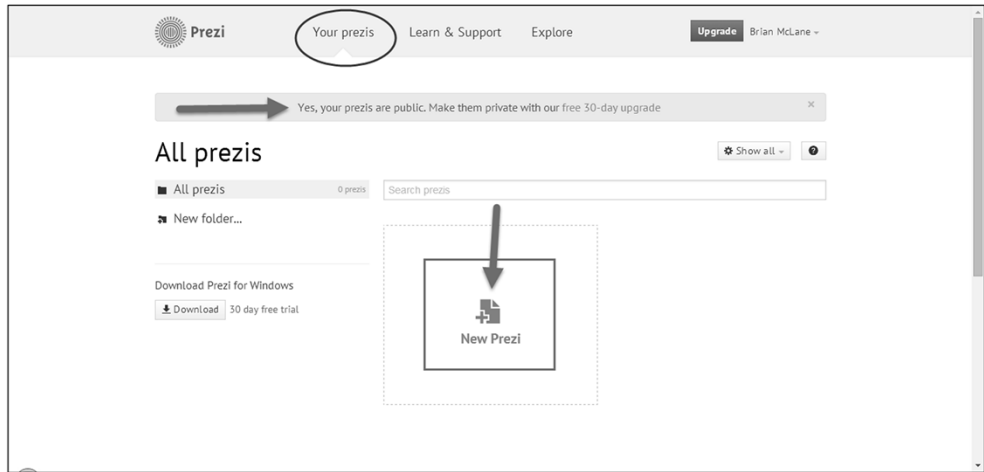 Prezi
Your prezis
Learn & Support
Explore
Upgrade
Brian McLane
Yes, your prezis are public. Make them private with our free 30-day upgrade
×
All prezis
Show all
?
All prezis
0 prezis
Search prezis
New folder...
Download Prezi for Windows
Download
30 day free trial
New Prezi